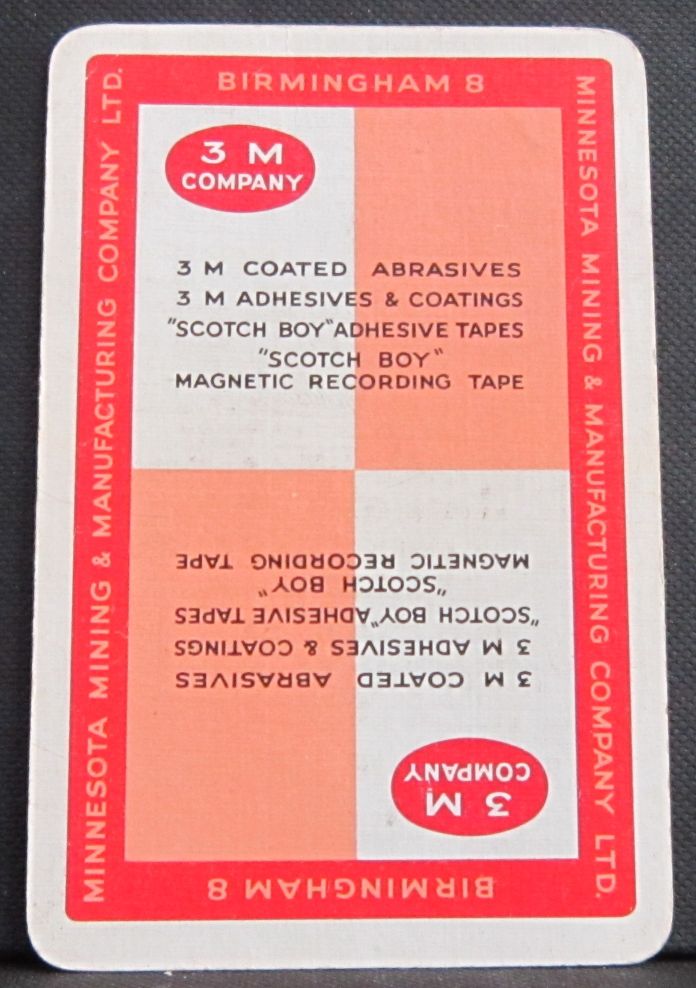 BIRMINGHAM 8
MINNESOTA MINING & MANUFACTURING COMPANY LTD.
MINNESOTA MINING & MANUFACTURING COMPANY LTD.
3 M
COMPANY
3 M COATED ABRASIVES
3 M ADHESIVES & COATINGS
"SCOTCH BOY" ADHESIVE TAPES
"SCOTCH BOY"
MAGNETIC RECORDING TAPE
3 M
COMPANY
3 M COATED ABRASIVES
3 M ADHESIVES & COATINGS
"SCOTCH BOY" ADHESIVE TAPES
"SCOTCH BOY"
MAGNETIC RECORDING TAPE
BIRMINGHAM 8